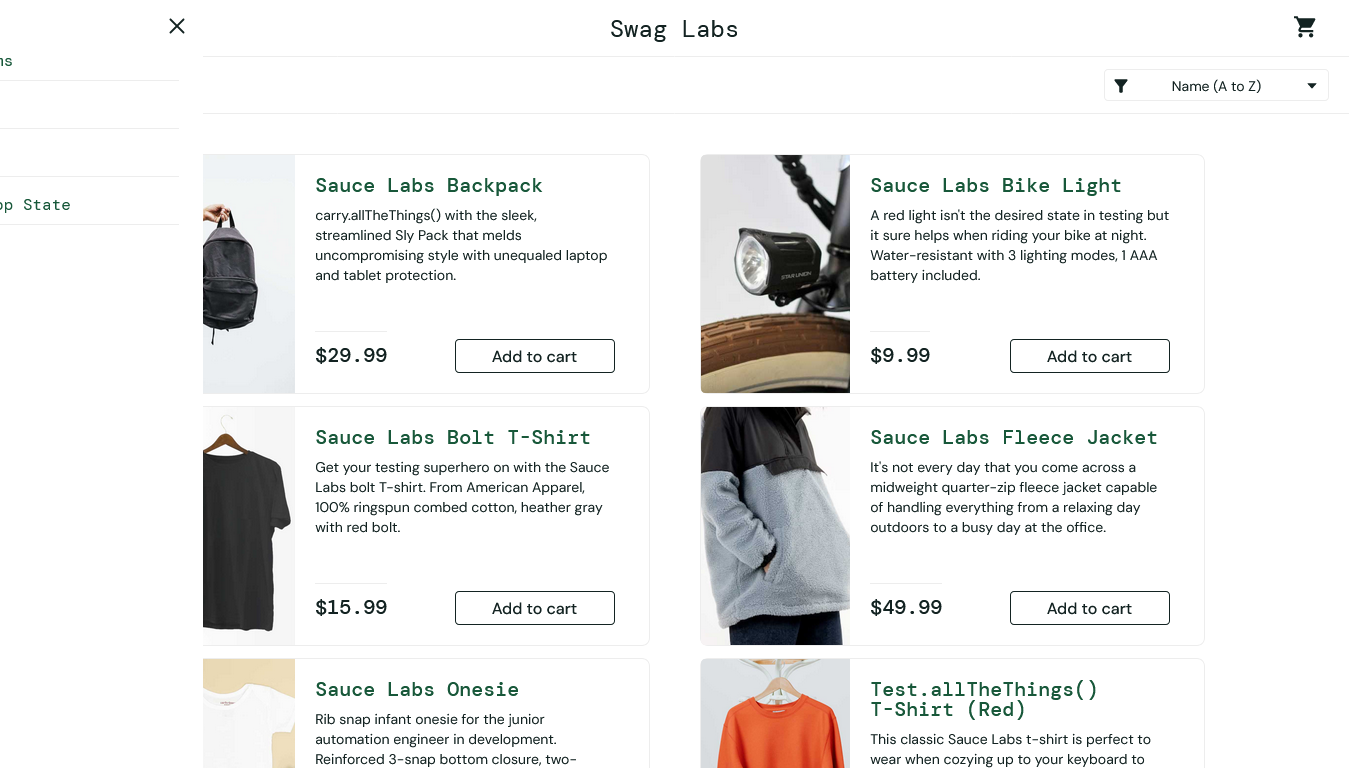 Swag Labs
ms
Name (A to Z)
op State
Sauce Labs Backpack
carry.allTheThings() with the sleek,
streamlined Sly Pack that melds
uncompromising style with unequaled laptop
and tablet protection.
$29.99
Add to cart
Sauce Labs Bike Light
A red light isn't the desired state in testing but
it sure helps when riding your bike at night.
Water-resistant with 3 lighting modes, 1 AAA
battery included.
STAR UNION
$9.99
Add to cart
Sauce Labs Bolt T-Shirt
Get your testing superhero on with the Sauce
Labs bolt T-shirt. From American Apparel,
100% ringspun combed cotton, heather gray
with red bolt.
$15.99
Add to cart
Sauce Labs Fleece Jacket
It's not every day that you come across a
midweight quarter-zip fleece jacket capable
of handling everything from a relaxing day
outdoors to a busy day at the office.
$49.99
Add to cart
Sauce Labs Onesie
Rib snap infant onesie for the junior
automation engineer in development.
Reinforced 3-snap bottom closure, two-
Test.allTheThings()
T-Shirt (Red)
This classic Sauce Labs t-shirt is perfect to
wear when cozying up to your keyboard to